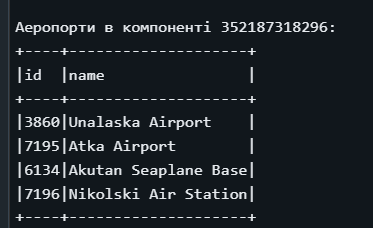 Аеропорти в компоненті 352187318296:
+----+--------------------+
|id  |name                |
+----+--------------------+
|3860|Unalaska Airport    |
|7195|Atka Airport        |
|6134|Akutan Seaplane Base|
|7196|Nikolski Air Station|
+----+--------------------+